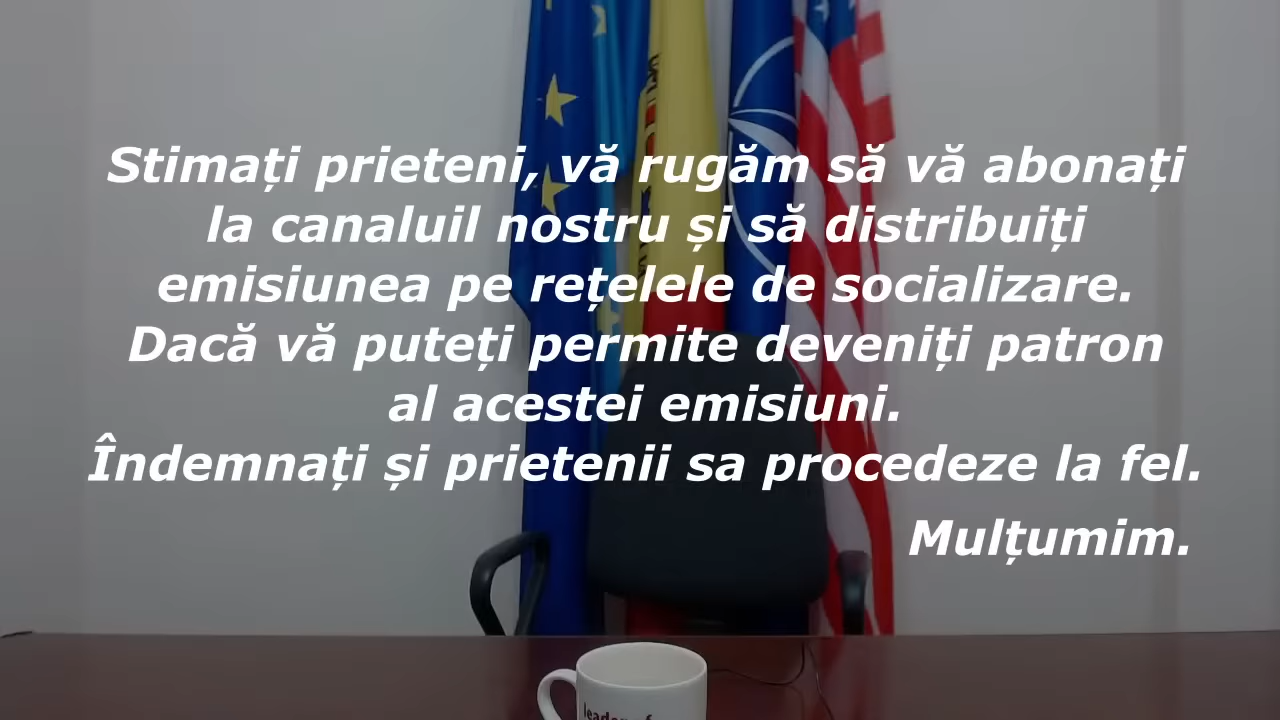 Stimați prieteni, vă rugăm să vă abonați
la canaluil nostru și să distribuiți
emisiunea pe rețelele de socializare.
Dacă vă puteți permite deveniți patron
al acestei emisiuni.
Îndemnați și prietenii sa procedeze la fel.
Mulțumim.